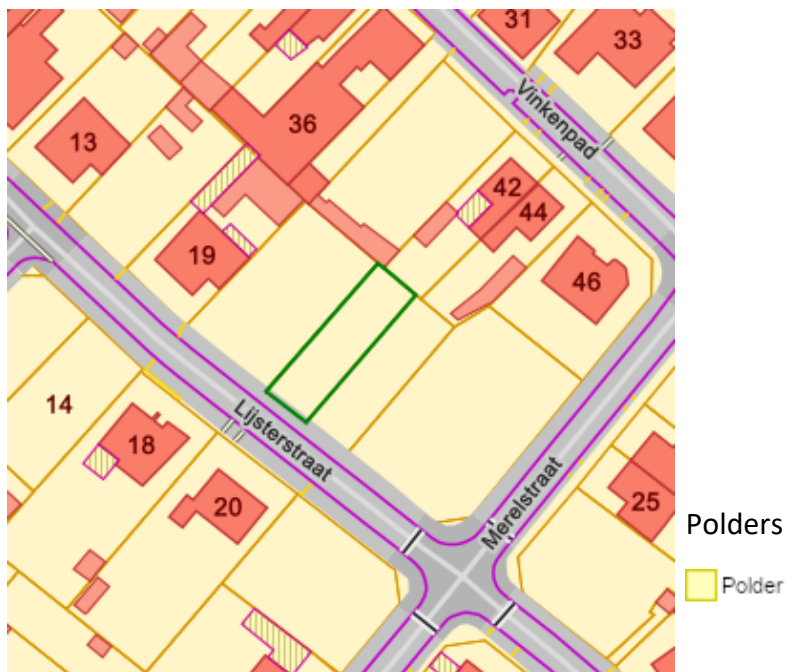 31
33
Vinkenpad
13
36
42
44
19
46
14
Lijsterstraat
18
20
Merelstraat
25
Polders
Polder